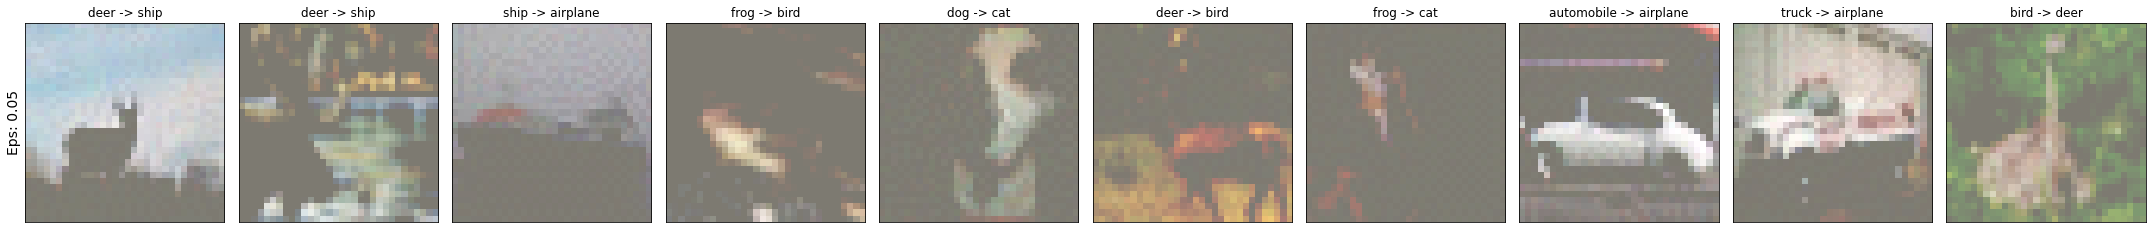 deer -> ship
deer -> ship
ship -> airplane
frog -> bird
dog -> cat
deer -> bird
frog -> cat
automobile -> airplane
truck -> airplane
bird -> deer
Eps: 0.05